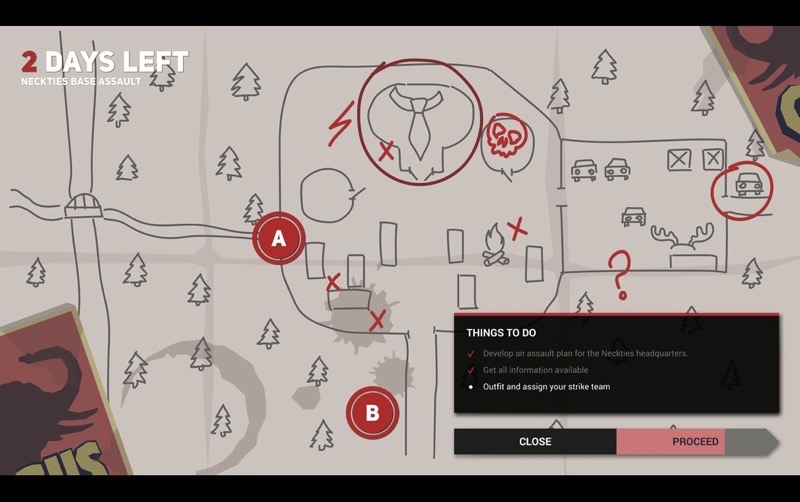 2 DAYS LEFT
NECKTIES BASE ASSAULT
A
?
B
THINGS TO DO
Develop an assault plan for the Neckties headquarters.
Get all information available
Outfit and assign your strike team
CLOSE
PROCEED